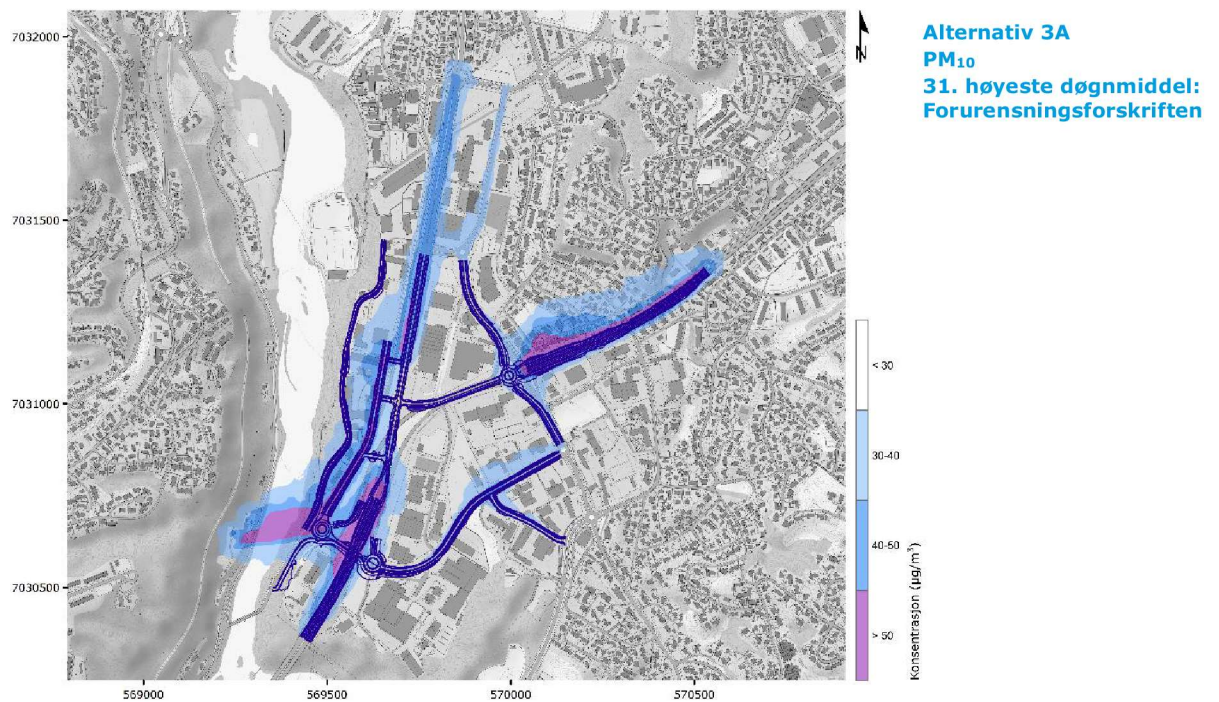 Alternativ 3A
PM₁₀
31. høyeste døgnmiddel:
Forurensningsforskriften
N
7032000
7031500
7031000
7030500
569000
569500
570000
570500
< 30
30-40
40-50
> 50
Konsentrasjon (µg/m³)